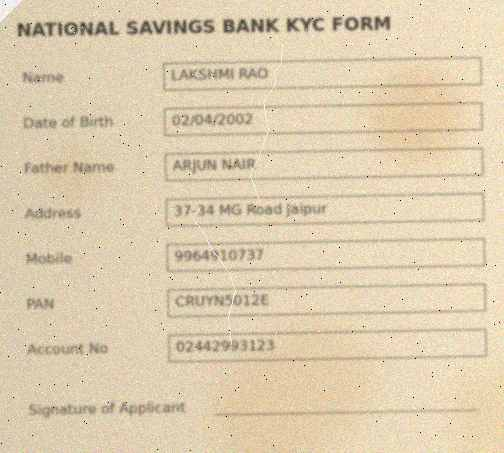 NATIONAL SAVINGS BANK KYC FORM
Name LAKSHMI RAO
Date of Birth 02/04/2002
Father Name ARJUN NAIR
Address 37-34 MG Road Jaipur
Mobile 9964910737
PAN CRUYN5012E
Account No 02442993123
Signature of Applicant